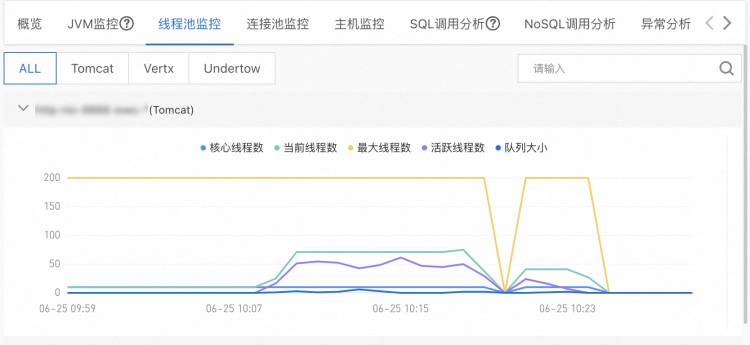 概览 JVM监控? 线程池监控 连接池监控 主机监控 SQL调用分析? NoSQL调用分析 异常分析
ALL Tomcat Vertx Undertow 请输入
(Tomcat)
核心线程数 当前线程数 最大线程数 活跃线程数 队列大小
200
150
100
50
0
06-25 09:59 06-25 10:07 06-25 10:15 06-25 10:23